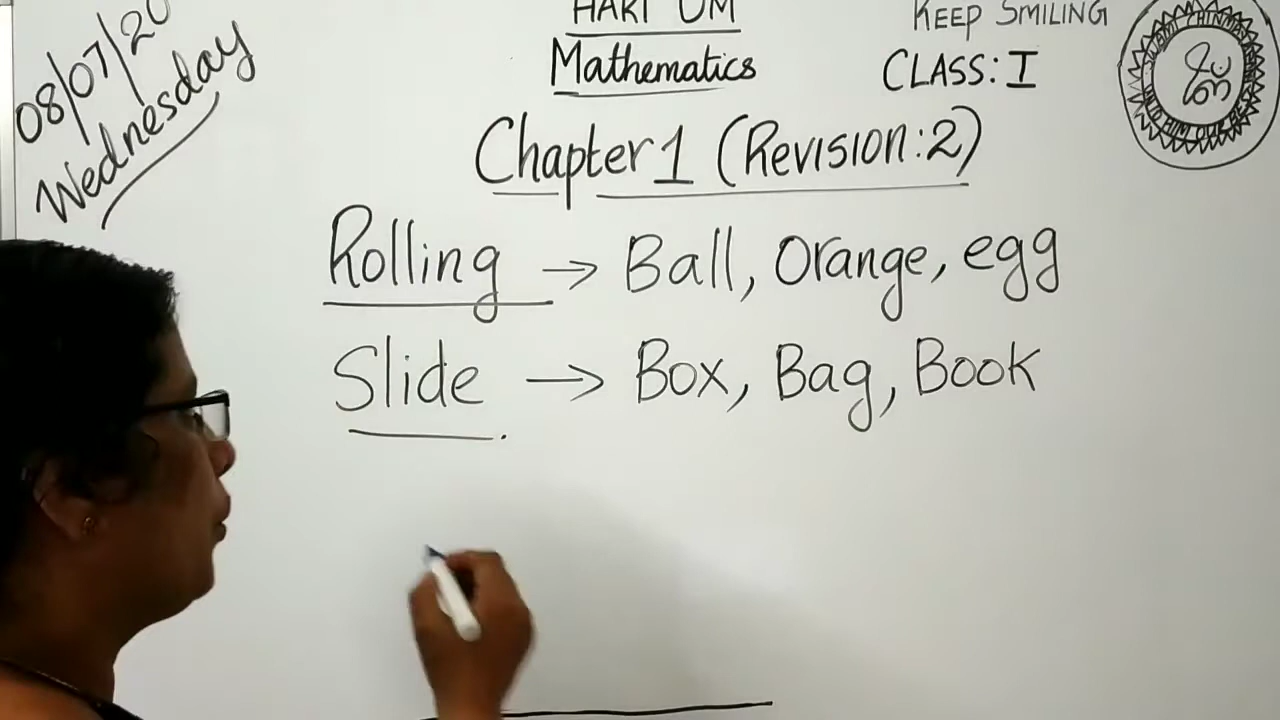 08/07/20
Wednesday
HARI OM
Mathematics
KEEP SMILING
CLASS: I
Chapter 1 (Revision:2)
Rolling → Ball, Orange, egg
Slide → Box, Bag, Book